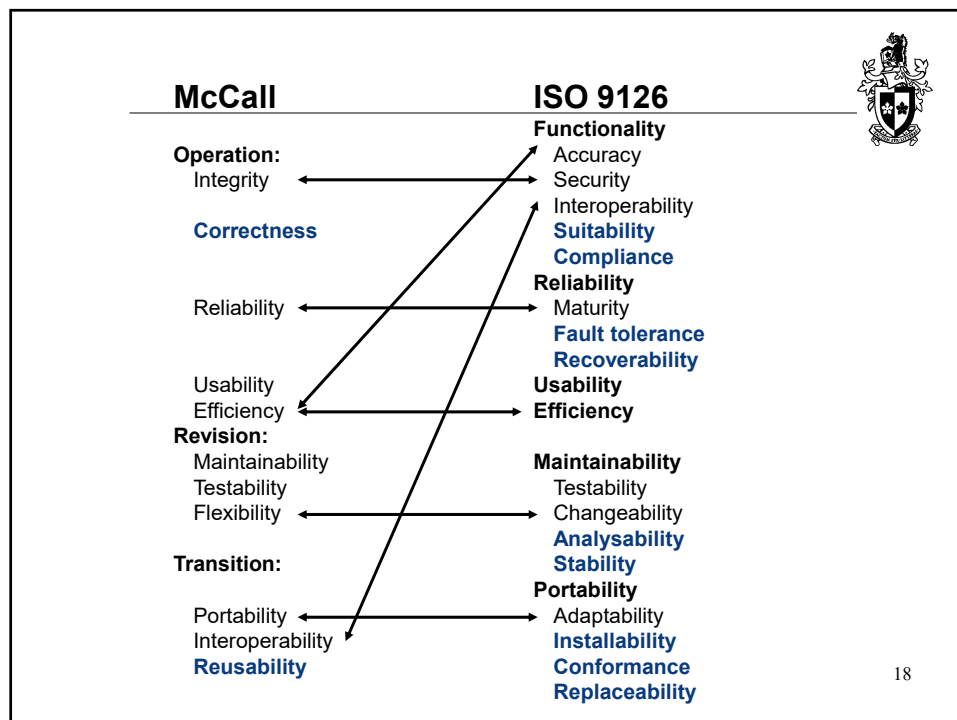 McCall ISO 9126
Functionality
Operation: Accuracy
Integrity Security
Interoperability
Correctness Suitability
Compliance
Reliability
Reliability Maturity
Fault tolerance
Recoverability
Usability Usability
Efficiency Efficiency
Revision:
Maintainability Maintainability
Testability Testability
Flexibility Changeability
Analysability
Transition: Stability
Portability
Portability Adaptability
Interoperability Installability
Reusability Conformance
Replaceability
18